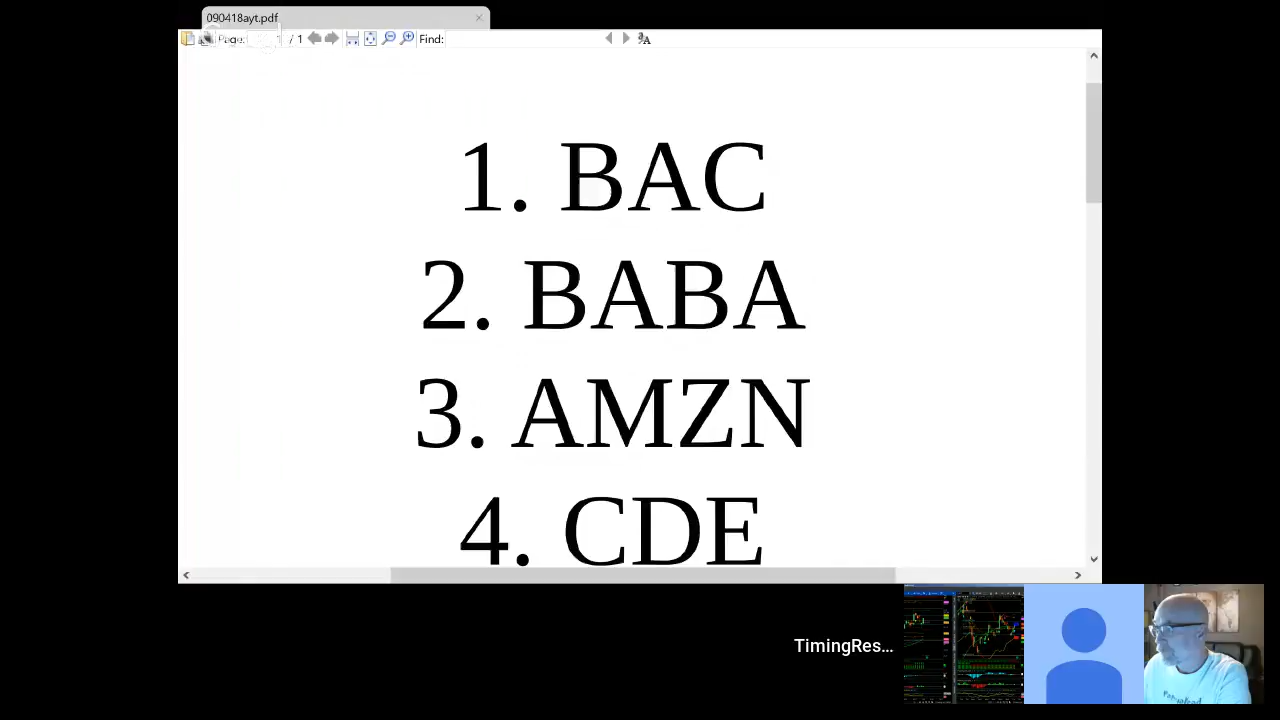 090418ayt.pdf
Page: / 1 Find:
1. BAC
2. BABA
3. AMZN
4. CDE
TimingRes...